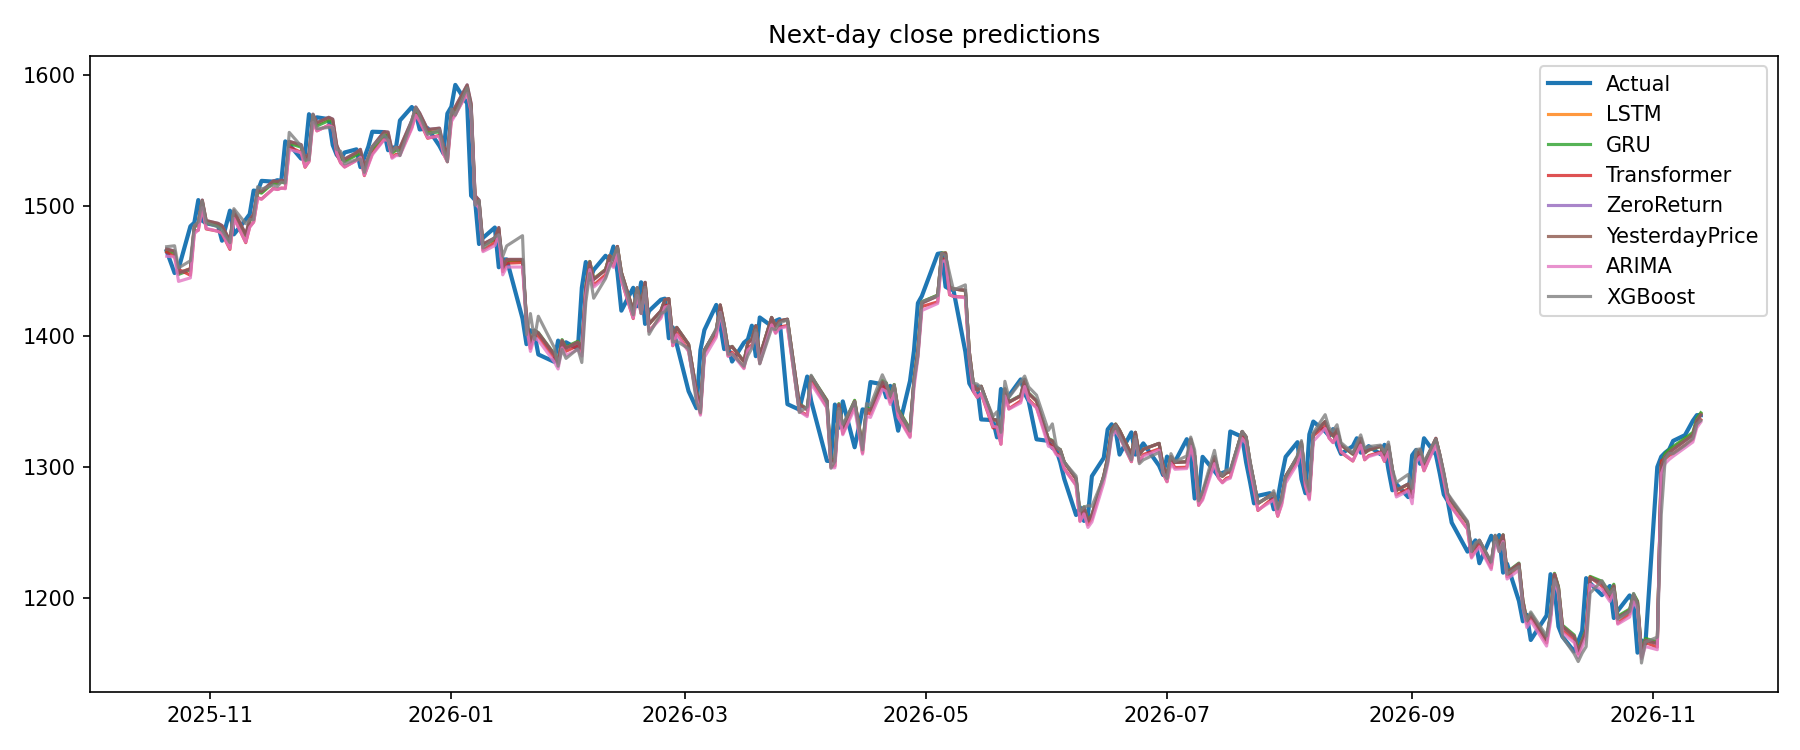 Next-day close predictions
1600
1500
1400
1300
1200
2025-11
2026-01
2026-03
2026-05
2026-07
2026-09
2026-11
Actual
LSTM
GRU
Transformer
ZeroReturn
YesterdayPrice
ARIMA
XGBoost